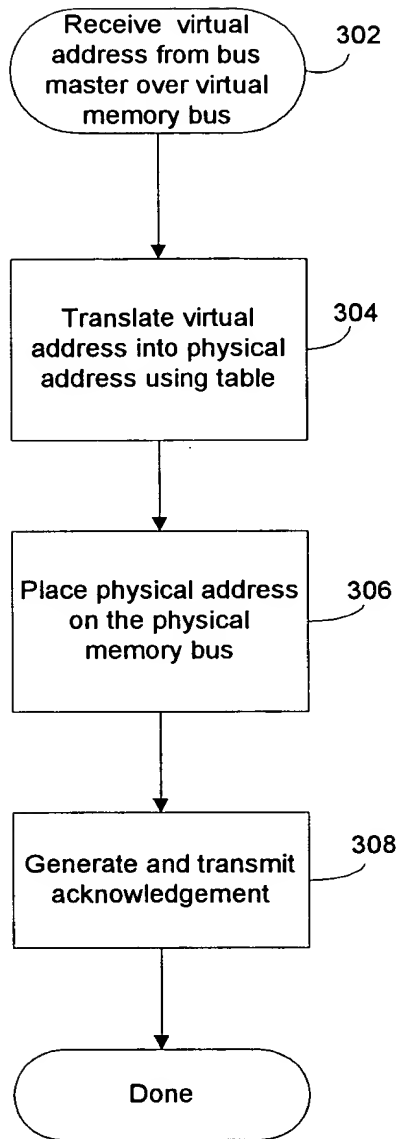 Receive virtual
address from bus
master over virtual
memory bus
302
Translate virtual
address into physical
address using table
304
Place physical address
on the physical
memory bus
306
Generate and transmit
acknowledgement
308
Done